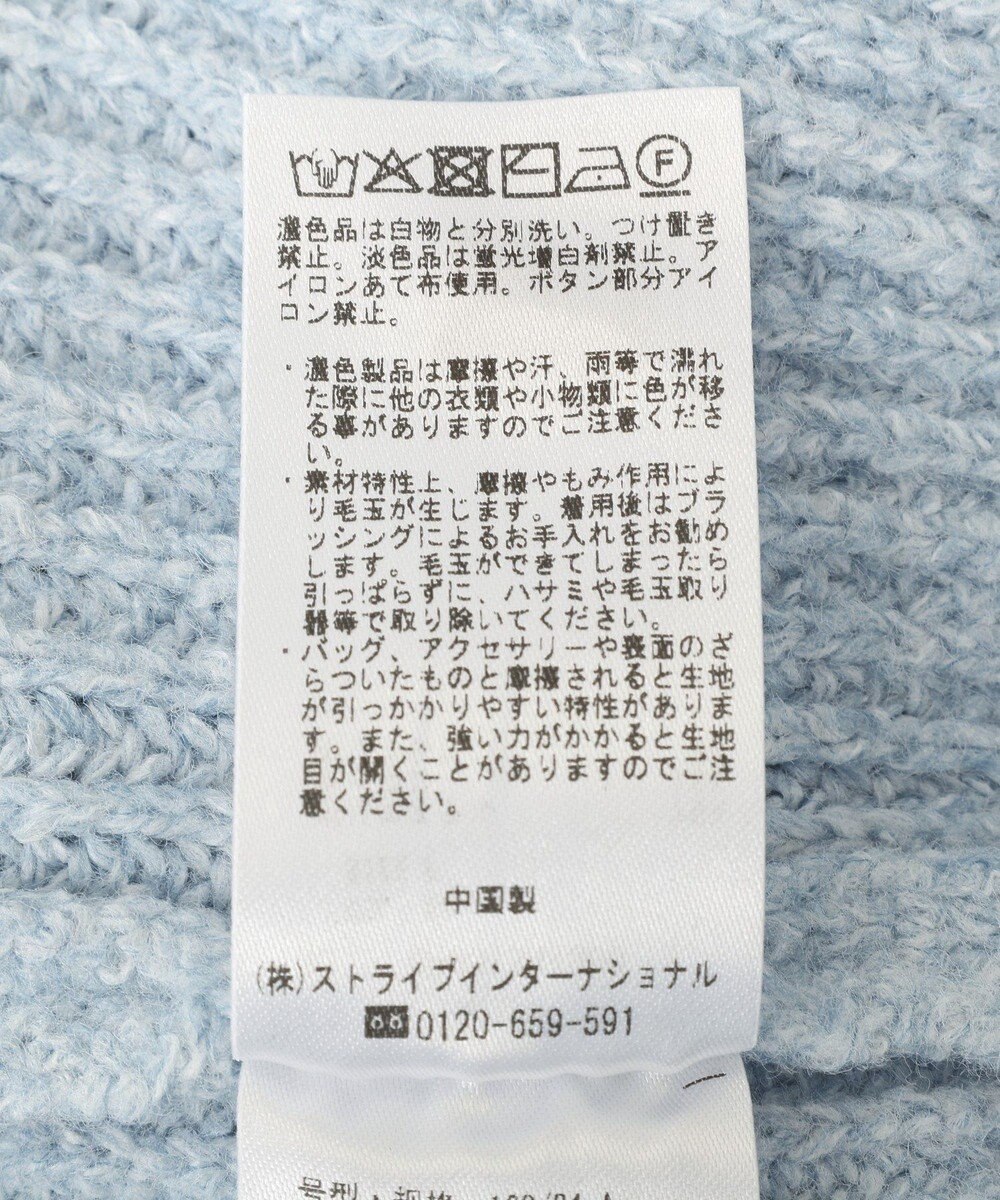 F
濃色品は白物と分別洗い。つけ置き
禁止。淡色品は蛍光増白剤禁止。ア
イロンあて布使用。ボタン部分アイ
ロン禁止。
・濃色製品は摩擦や汗、雨等で濡れ
た際に他の衣類や小物類に色が移
る事がありますのでご注意くださ
い。
・素材特性上、摩擦やもみ作用によ
り毛玉が生じます。着用後はブラ
ッシングによるお手入れをお勧め
します。毛玉ができてしまったら
引っぱらずに、ハサミや毛玉取り
器等で取り除いてください。
・バッグ、アクセサリーや表面のざ
らついたものと摩擦されると生地
が引っかかりやすい特性がありま
す。また、強い力がかかると生地
目が開くことがありますのでご注
意ください。
中国製
(株)ストライプインターナショナル
0120-659-591